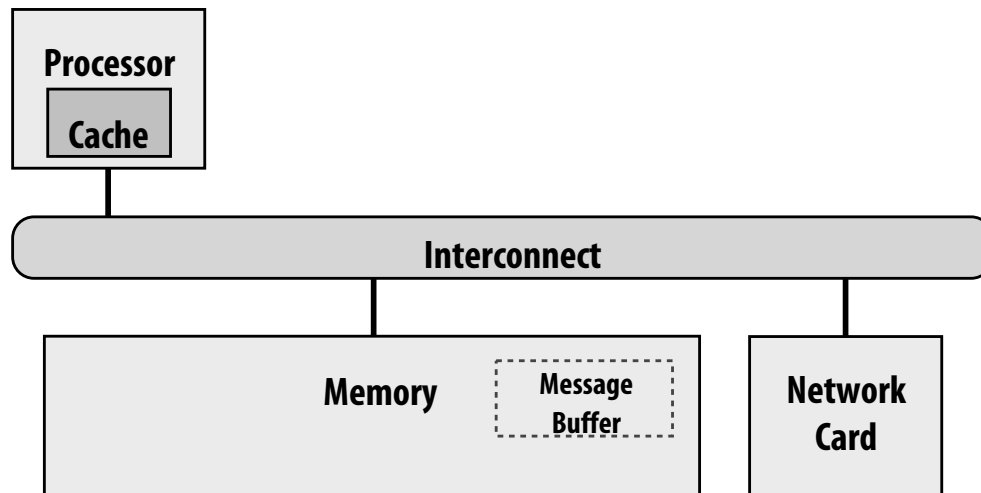 Processor
Cache
Interconnect
Memory
Message
Buffer
Network
Card